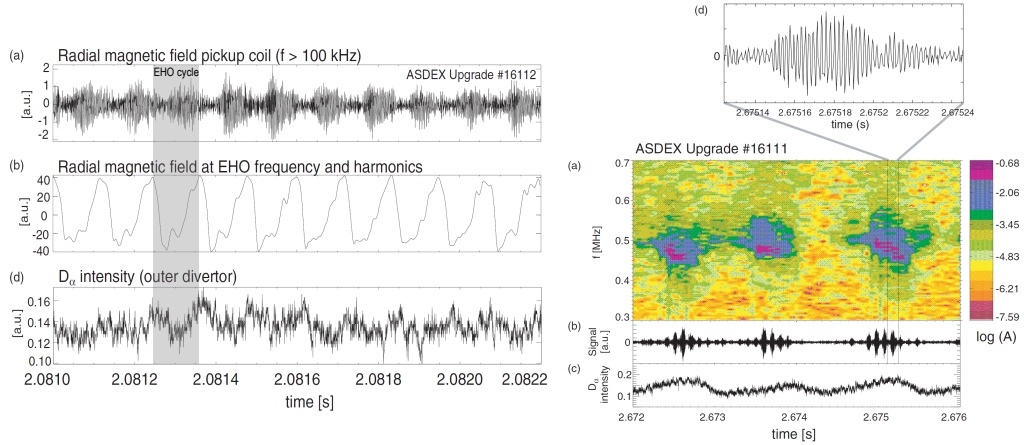 (a) Radial magnetic field pickup coil (f > 100 kHz)
EHO cycle
ASDEX Upgrade #16112
[a.u.]
2
1
0
-1
-2
(b) Radial magnetic field at EHO frequency and harmonics
[a.u.]
40
20
0
-20
-40
(d) Dα intensity (outer divertor)
[a.u.]
0.16
0.14
0.12
0.10
2.0810 2.0812 2.0814 2.0816 2.0818 2.0820 2.0822
time [s]
(d)
0
2.67514 2.67516 2.67518 2.6752 2.67522 2.67524
time (s)
ASDEX Upgrade #16111
(a)
f [MHz]
0.7
0.6
0.5
0.4
0.3
-0.68
-2.06
-3.45
-4.83
-6.21
-7.59
log (A)
(b)
Signal
[a.u.]
0
(c)
Dα
intensity
0.2
0.1
2.672 2.673 2.674 2.675 2.676
time [s]